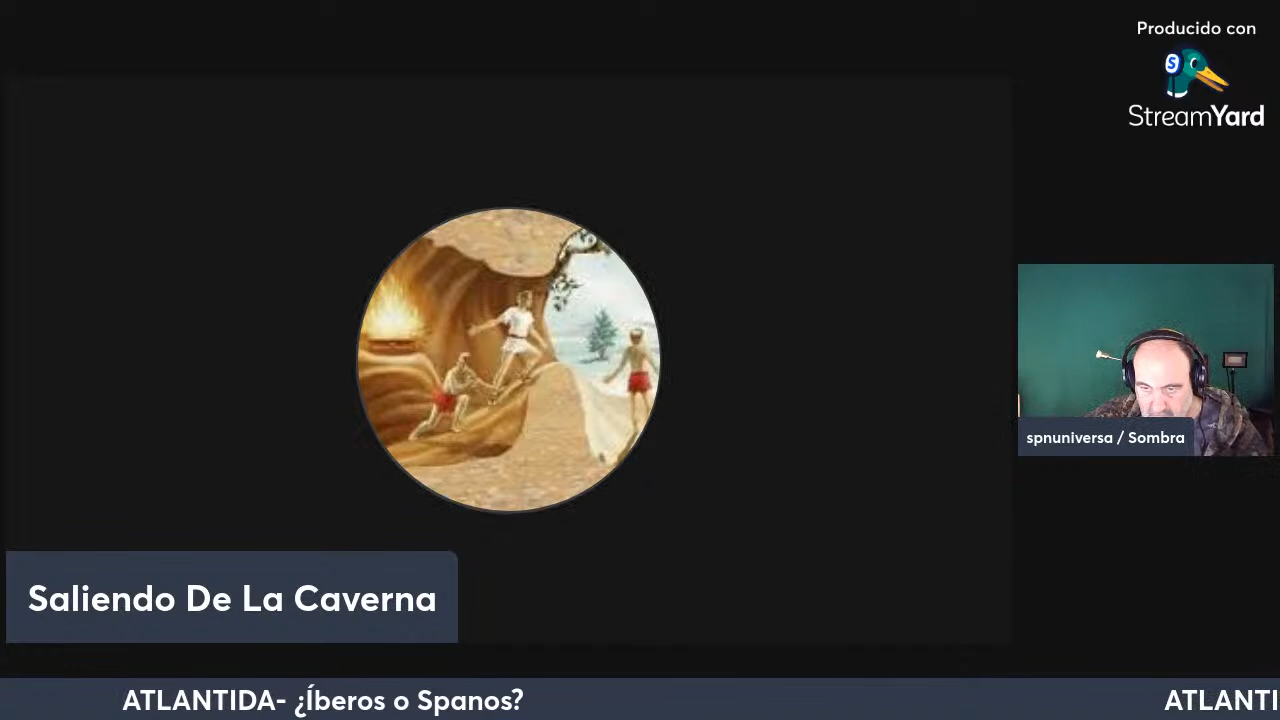 Producido con
S
StreamYard
spnuniversa / Sombra
Saliendo De La Caverna
ATLANTIDA- ¿Íberos o Spanos?
ATLANTI